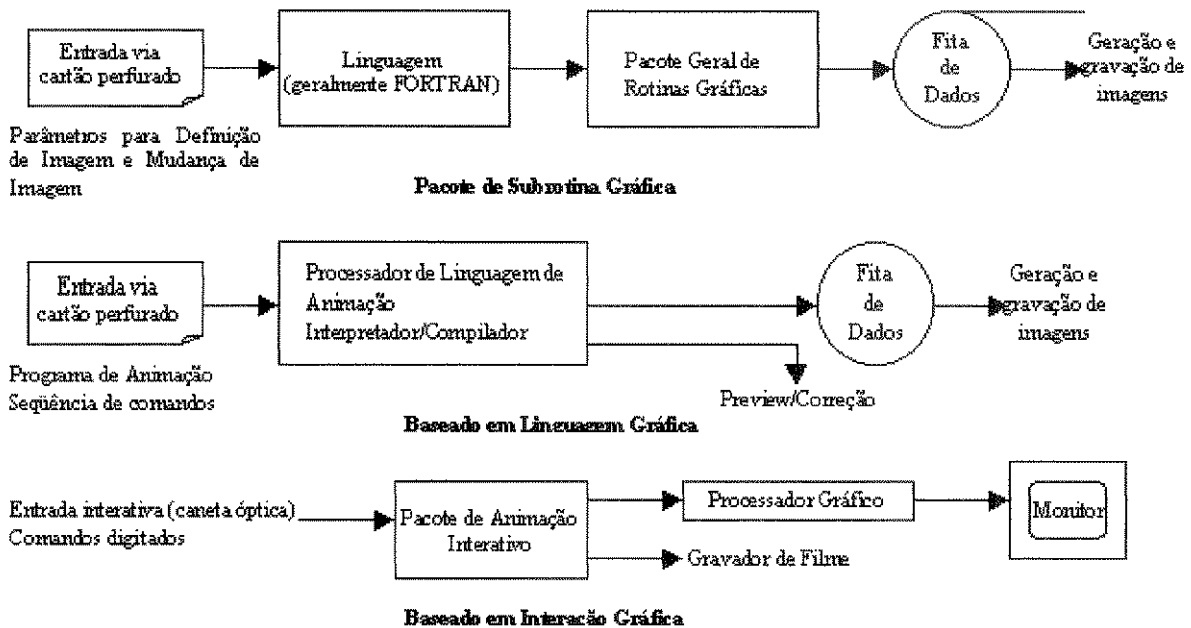 Entrada via
cartão perfurado
Linguagem
(geralmente FORTRAN)
Pacote Geral de
Rotinas Gráficas
Fita
de
Dados
Geração e
gravação de
imagens
Parâmetros para Definição
de Imagem e Mudança de
Imagem
Pacote de Subrotina Gráfica
Entrada via
cartão perfurado
Processador de Linguagem de
Animação
Interpretador/Compilador
Fita
de
Dados
Geração e
gravação de
imagens
Programa de Animação
Seqüência de comandos
Preview/Correção
Baseado em Linguagem Gráfica
Entrada interativa (caneta óptica)
Comandos digitados
Pacote de Animação
Interativo
Processador Gráfico
Monitor
Gravador de Filme
Baseado em Interação Gráfica